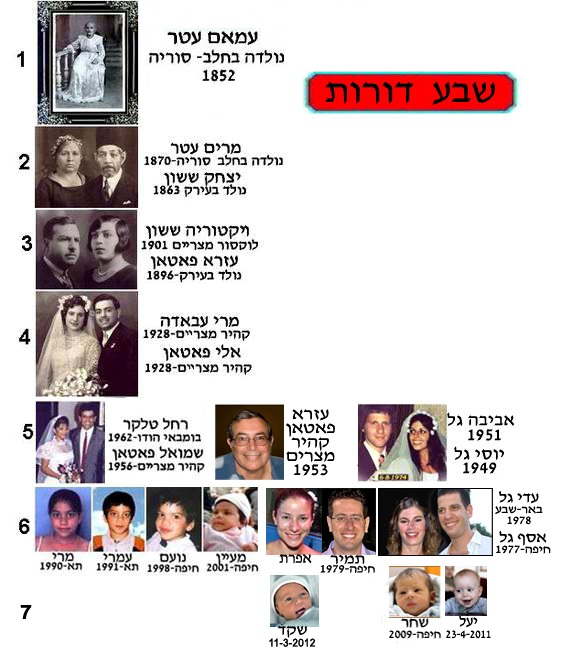 שבע דורות
1
עמאם עטר
נולדה בחלב- סוריה
1852
2
מרים עטר
נולדה בחלב סוריה-1870
יצחק ששון
נולד בעירק 1863
3
ויקטוריה ששון
לוקסור מצריים 1901
עזרא פאטאן
נולד בעירק-1896
4
מרי עבאדה
קהיר מצריים-1928
אלי פאטאן
קהיר מצריים-1928
5
רחל טלקר
בומבאי הודו-1962
שמואל פאטאן
קהיר מצריים-1956
עזרא
פאטאן
קהיר
מצרים
1953
6-8-1974
אביבה גל
1951
יוסי גל
1949
6
מרי
תא-1990
עמרי
תא-1991
נועם
חיפה-1998
מעיין
חיפה-2001
אפרת
תמיר
חיפה-1979
עדי גל
באר-שבע
1978
אסף גל
חיפה-1977
7
שקד
11-3-2012
שחר
חיפה-2009
יעל
23-4-2011